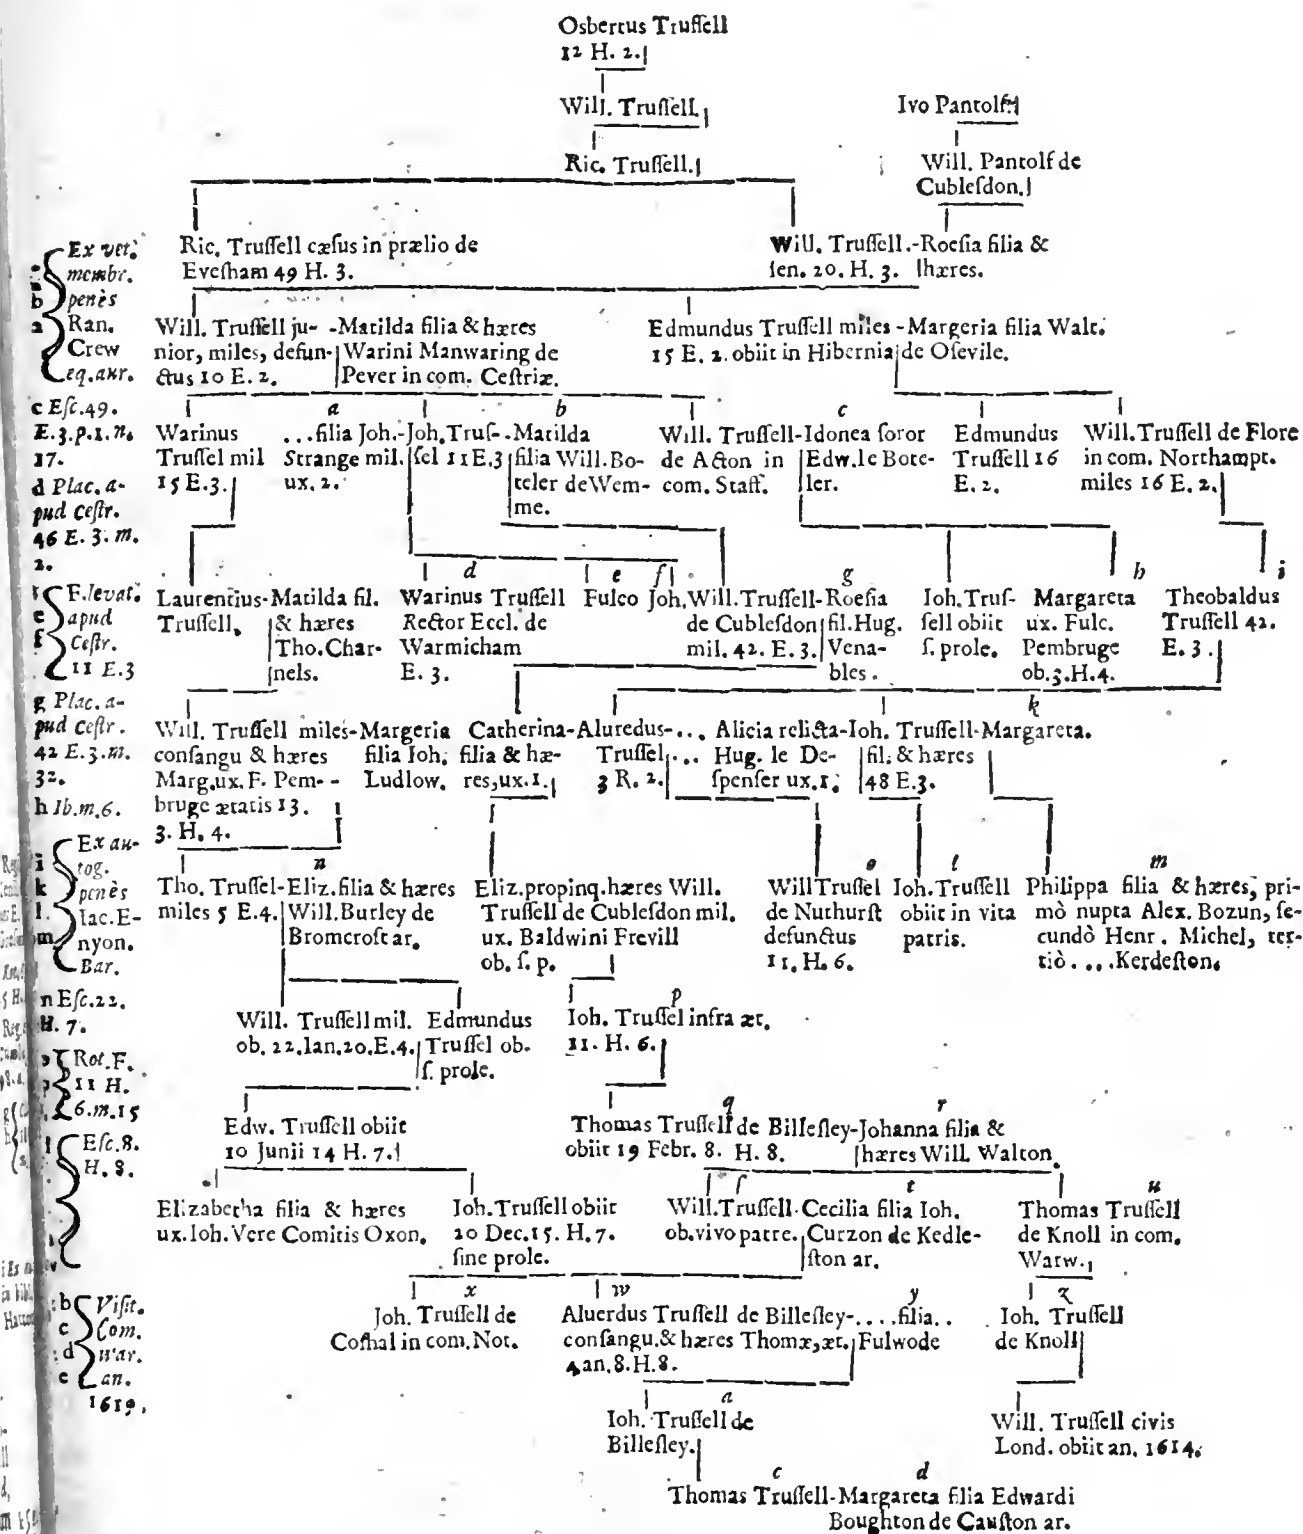 Osbertus Trussell
12 H. 2.
Will. Trussell.
Ivo Pantolf.
Ric. Trussell.
Will. Pantolf de
Cublesdon.
Ric. Trussell cæsus in prælio de
Evesham 49 H. 3.
Will. Trussell.-Roesia filia &
sen. 20. H. 3. hæres.
Ex vet.
membr.
b penès
a Ran.
Crew
eq. aur.
Will. Trussell ju- -Matilda filia & hæres
nior, miles, defun- Warini Manwaring de
ctus 10 E. 2. Pever in com. Cestriæ.
Edmundus Trussell miles -Margeria filia Walt.
15 E. 2. obiit in Hibernia de Osevile.
c Esc. 49.
E. 3. p. 1. n.
17.
d Plac. a-
pud Cestr.
46 E. 3. m.
2.
a b c
Warinus
Trussel mil
15 E. 3.
...filia Joh.-Joh. Trus-.-Matilda
Strange mil. sel 11 E. 3 filia Will. Bo-
ux. 2. teler de Wem-
me.
Will. Trussell-Idonea soror
de Acton in Edw. le Bote-
com. Staff. ler.
Edmundus
Trussell 16
E. 2.
Will. Trussell de Flore
in com. Northampt.
miles 16 E. 2.
F. levat.
e apud
f Cestr.
11 E. 3
d e f g h i
Laurentius-Matilda fil.
Trussell. & hæres
Tho. Char-
nels.
Warinus Trussell
Rector Eccl. de
Warmicham
E. 3.
Fulco Joh.
Will. Trussell-Roesia
de Cublesdon fil. Hug.
mil. 42. E. 3. Vena-
bles.
Joh. Trus-
sell obiit
s. prole.
Margareta
ux. Fulc.
Pembruge
ob. 3. H. 4.
Theobaldus
Trussell 42.
E. 3.
g Plac. a-
pud Cestr.
42 E. 3. m.
32.
h Ib. m. 6.
k
Will. Trussell miles-Margeria
consangu & hæres filia Ioh.
Marg. ux. F. Pem- - Ludlow.
bruge ætatis 13.
3. H. 4.
Catherina-Aluredus-...
filia & hæ- Trussel ...
res, ux. 1. 3 R. 2.
Alicia relicta-Ioh. Trussell-Margareta.
Hug. le De- fil. & hæres
spenser ux. 1. 48 E. 3.
i Ex au-
tog.
k penès
l. Iac. E-
m. nyon.
Bar.
n o l m
Tho. Trussel-Eliz. filia & hæres
miles 5 E. 4. Will. Burley de
Bromcroft ar.
Eliz. propinq. hæres Will.
Trussell de Cublesdon mil.
ux. Baldwini Frevill
ob. s. p.
Will Trussel
de Nuthurst
defunctus
11. H. 6.
Ioh. Trussell
obiit in vita
patris.
Philippa filia & hæres, pri-
mò nupta Alex. Bozun, se-
cundò Henr. Michel, ter-
tiò .... Kerdeston.
n Esc. 22.
H. 7.
p
Will. Trussell mil.
ob. 22. Ian. 20. E. 4.
Edmundus
Trussel ob.
s. prole.
Ioh. Trussel infra æt.
11. H. 6.
Rot. F.
11 H.
6. m. 15
Esc. 8.
H. 8.
q r
Edw. Trussell obiit
10 Junii 14 H. 7.
Thomas Trussell de Billesley-Johanna filia &
obiit 19 Febr. 8. H. 8. hæres Will. Walton.
s t u
Elizabetha filia & hæres
ux. Ioh. Vere Comitis Oxon.
Ioh. Trussell obiit
20 Dec. 15. H. 7.
sine prole.
Will. Trussell-Cecilia filia Ioh.
ob. vivo patre. Curzon de Kedle-
ston ar.
Thomas Trussell
de Knoll in com.
Warw.
b Visit.
c Com.
d War.
e an.
1619.
x w y z
Joh. Trussell de
Coshal in com. Not.
Aluerdus Trussell de Billesley-....filia..
consangu. & hæres Thomæ, æt. Fulwode
4 an. 8. H. 8.
Ioh. Trussell
de Knoll
a
Ioh. Trussell de
Billesley.
Will. Trussell civis
Lond. obiit an. 1614.
c d
Thomas Trussell-Margareta filia Edwardi
Boughton de Causton ar.